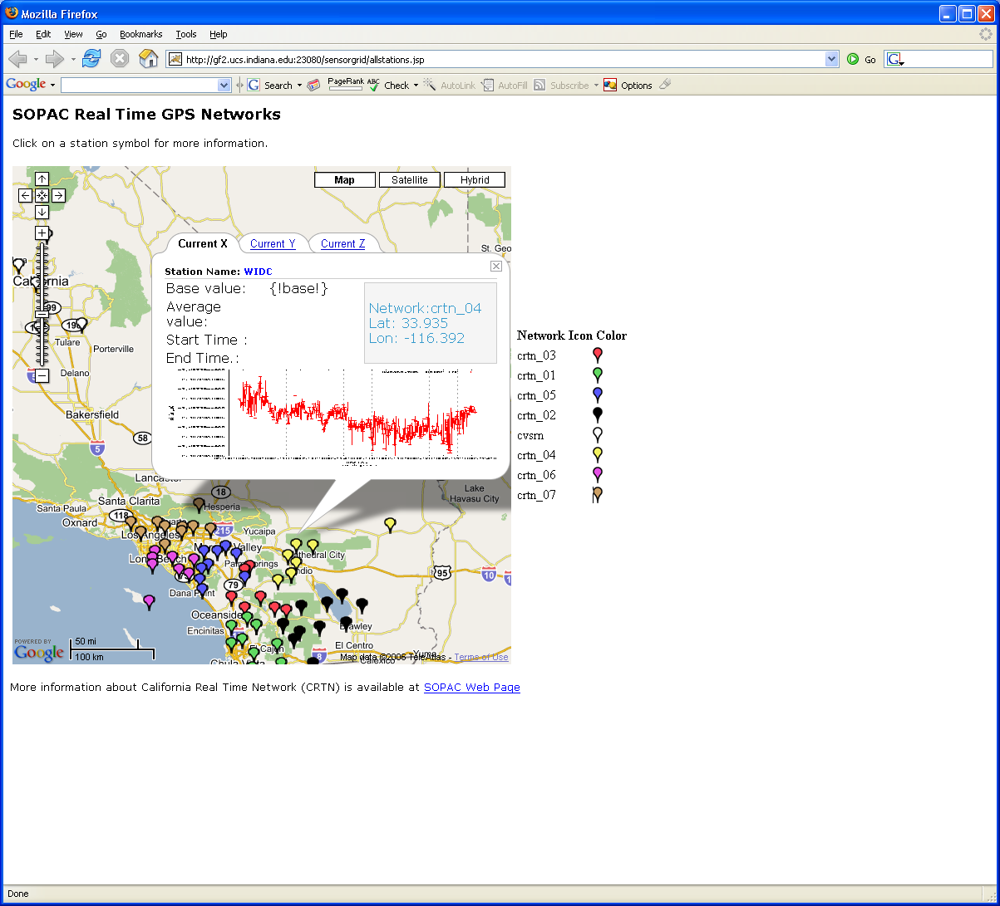 Mozilla Firefox
File Edit View Go Bookmarks Tools Help
http://gf2.ucs.indiana.edu:23080/sensorgrid/allstations.jsp Go
Google Search PageRank ABC Check AutoLink AutoFill Subscribe Options
SOPAC Real Time GPS Networks
Click on a station symbol for more information.
Map Satellite Hybrid
St. Geo
Current X Current Y Current Z
Station Name: WIDC
Base value: {!base!}
Average
value:
Start Time :
End Time.:
Network:crtn_04
Lat: 33.935
Lon: -116.392
99
Tulare
Porterville
Delano
Bakersfield
58
5
Lancaster
Santa Clarita
18
Hesperia
Lake
Havasu City
Santa Paula
Oxnard
118
215
Yucaipa
Los Angeles
Valley
Long Beach
Dana Point
79
95
10
Oceanside
Encinitas
Brawley
El Cajon
8
El Centro
Chula Vista
Yuma
Calexico
50 mi
100 km
POWERED BY
Google
Map data ©2006 TeleAtlas - Terms of Use
Network Icon Color
crtn_03
crtn_01
crtn_05
crtn_02
cvsrn
crtn_04
crtn_06
crtn_07
More information about California Real Time Network (CRTN) is available at SOPAC Web Page
Done